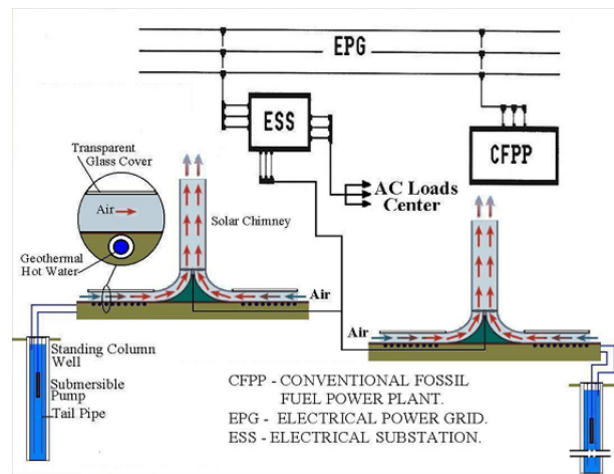 EPG
ESS
CFPP
Transparent
Glass Cover
Air
Geothermal
Hot Water
Solar Chimney
AC Loads
Center
Air
Air
Standing Column
Well
Submersible
Pump
Tail Pipe
CFPP - CONVENTIONAL FOSSIL
FUEL POWER PLANT.
EPG - ELECTRICAL POWER GRID.
ESS - ELECTRICAL SUBSTATION.